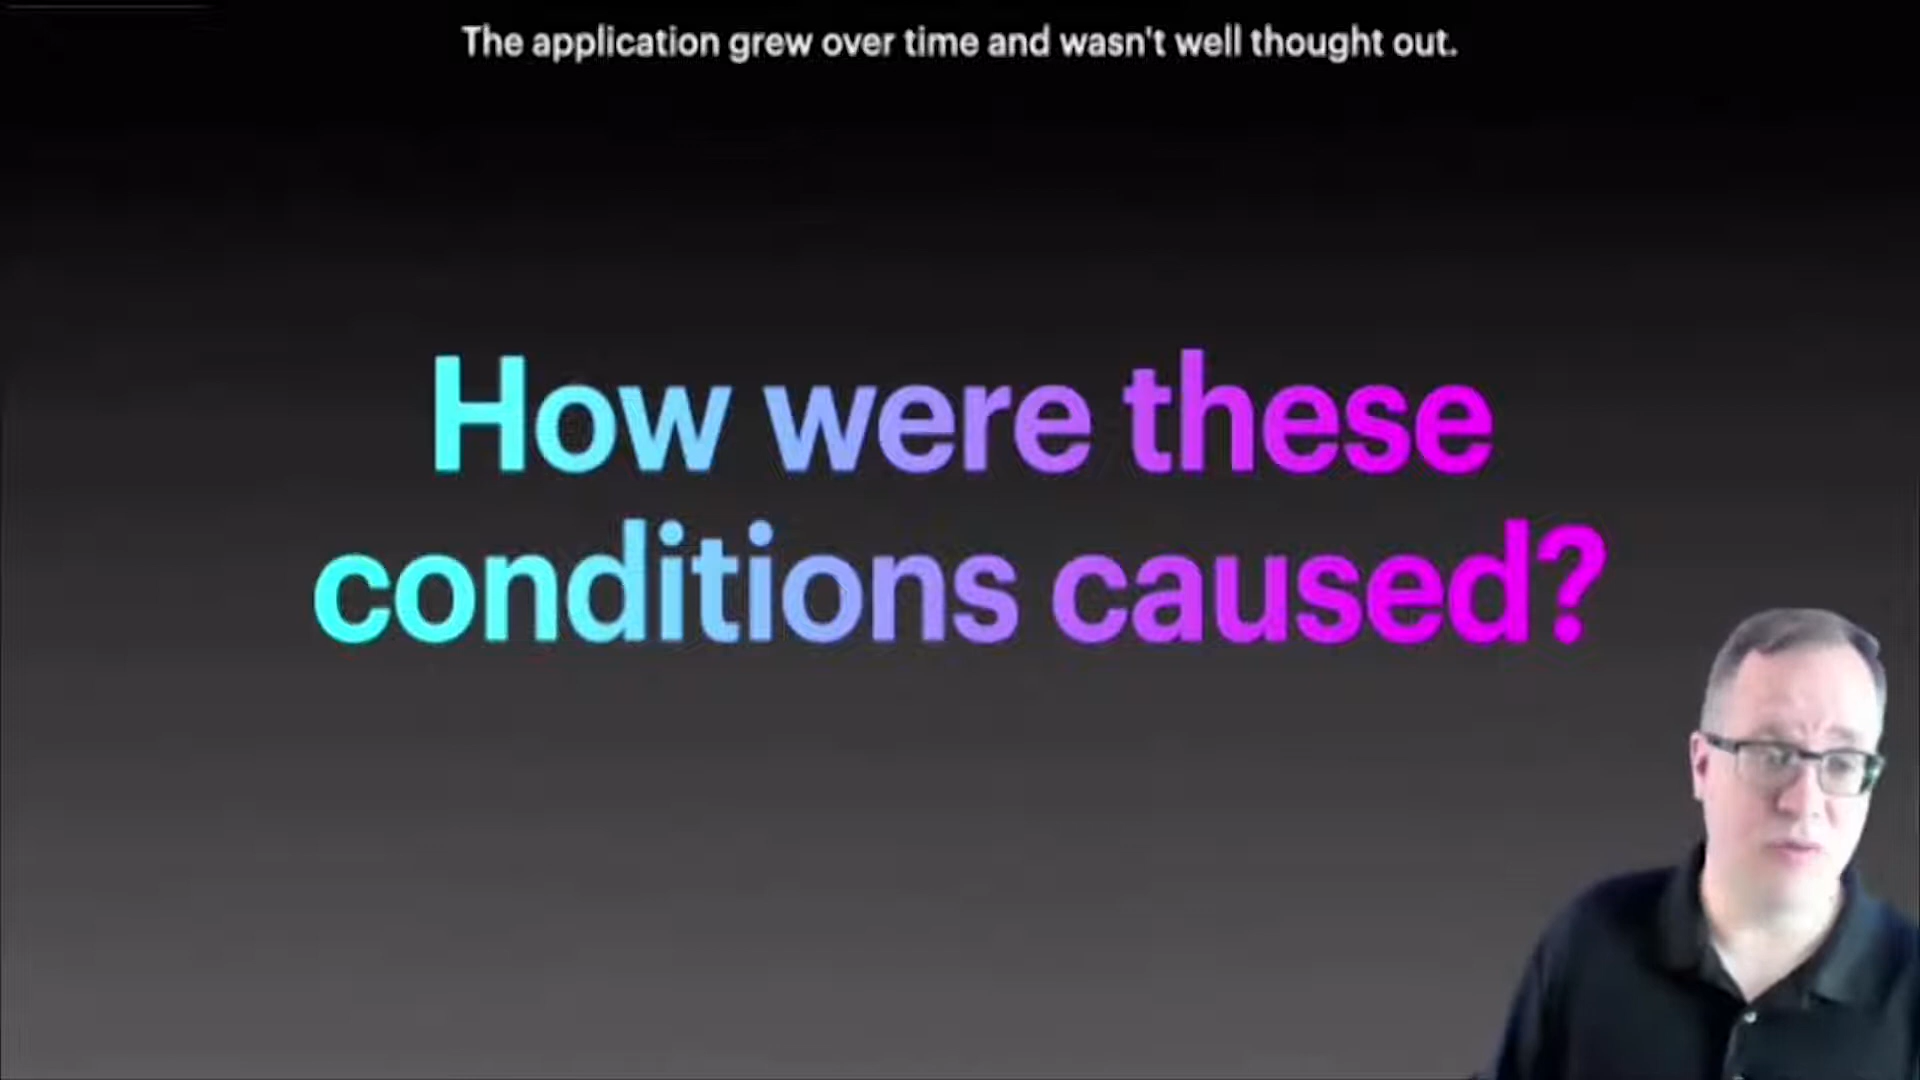 The application grew over time and wasn't well thought out.
How were these
conditions caused?